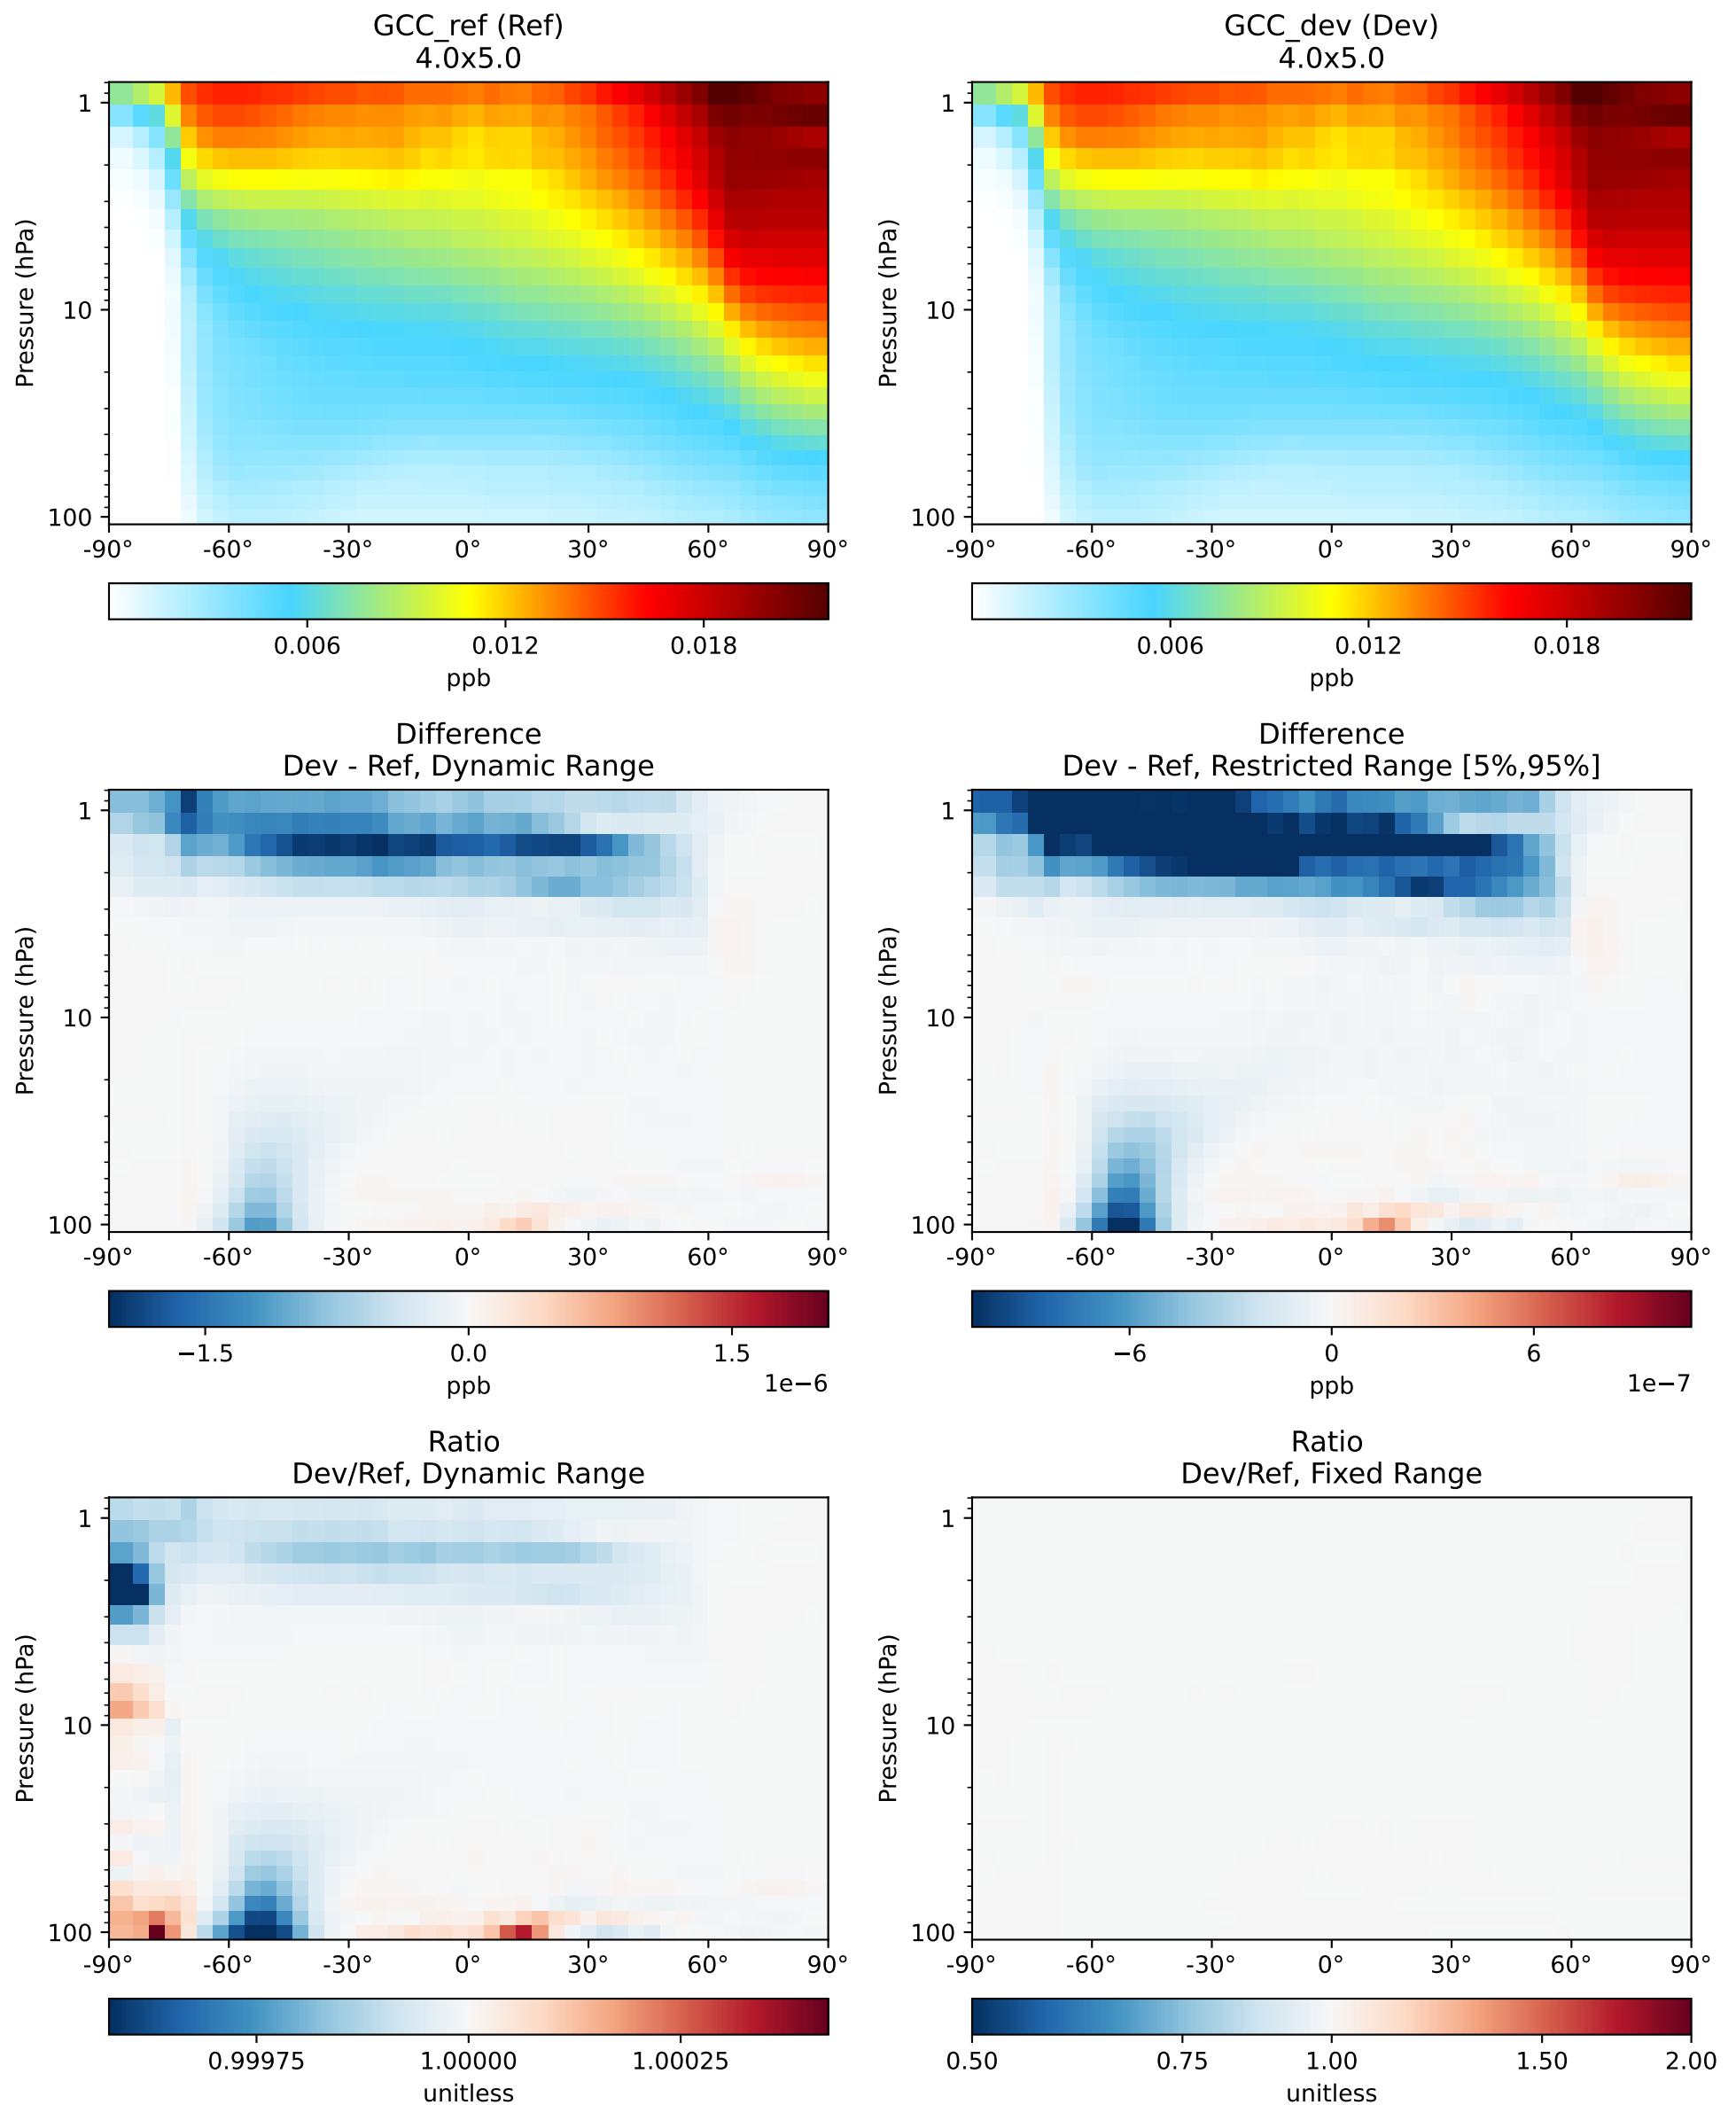 GCC_ref (Ref)
4.0x5.0
GCC_dev (Dev)
4.0x5.0
Pressure (hPa)
1
10
100
-90° -60° -30° 0° 30° 60° 90°
0.006 0.012 0.018
ppb
Pressure (hPa)
1
10
100
-90° -60° -30° 0° 30° 60° 90°
0.006 0.012 0.018
ppb
Difference
Dev - Ref, Dynamic Range
Pressure (hPa)
1
10
100
-90° -60° -30° 0° 30° 60° 90°
−1.5 0.0 1.5
ppb
1e−6
Difference
Dev - Ref, Restricted Range [5%,95%]
Pressure (hPa)
1
10
100
-90° -60° -30° 0° 30° 60° 90°
−6 0 6
ppb
1e−7
Ratio
Dev/Ref, Dynamic Range
Pressure (hPa)
1
10
100
-90° -60° -30° 0° 30° 60° 90°
0.99975 1.00000 1.00025
unitless
Ratio
Dev/Ref, Fixed Range
Pressure (hPa)
1
10
100
-90° -60° -30° 0° 30° 60° 90°
0.50 0.75 1.00 1.50 2.00
unitless